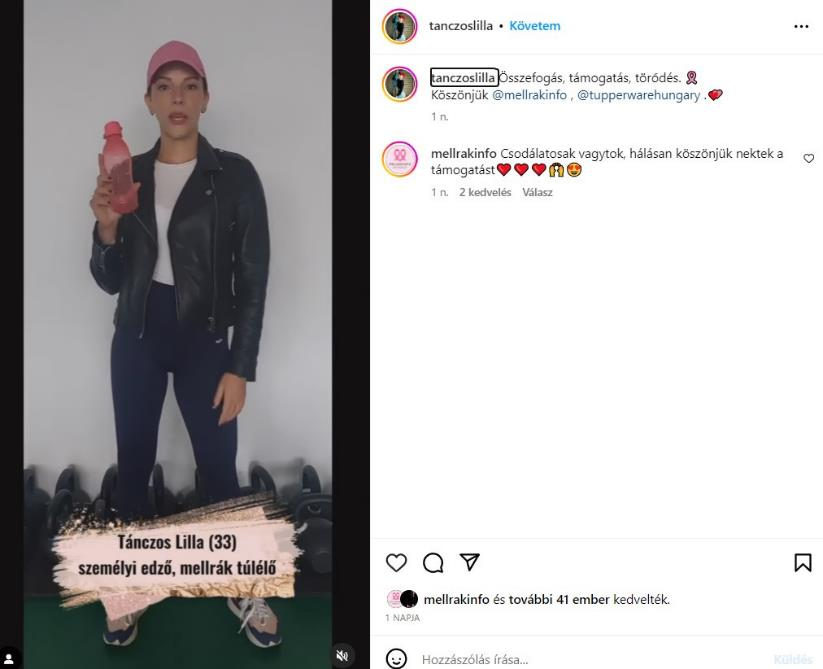 tanczoslilla • Követem
tanczoslilla Összefogás, támogatás, törődés. 🎗
Köszönjük @mellrakinfo , @tupperwarehungary .💕
1 n.
mellrakinfo Csodálatosak vagytok, hálásan köszönjük nektek a
támogatást❤❤❤🙌😍
1 n. 2 kedvelés Válasz
Tánczos Lilla (33)
személyi edző, mellrák túlélő
mellrakinfo és további 41 ember kedvelték.
1 NAPJA
Hozzászólás írása... Küldés